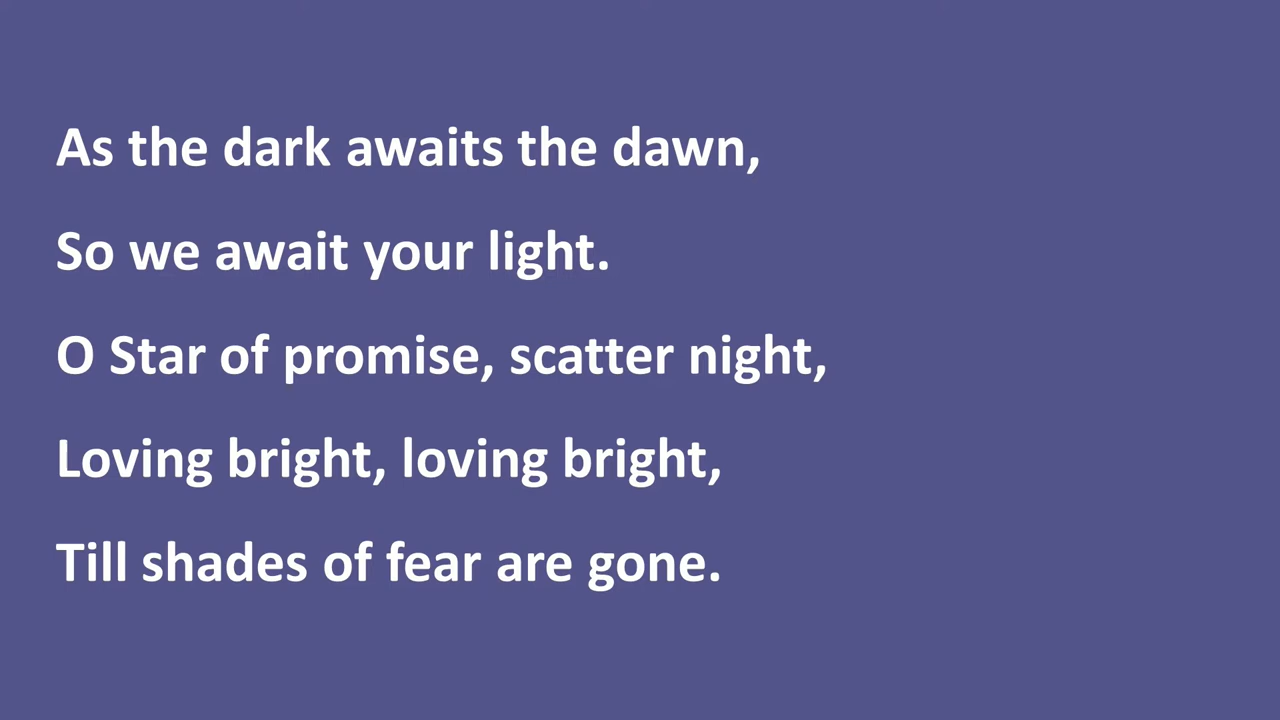 As the dark awaits the dawn,
So we await your light.
O Star of promise, scatter night,
Loving bright, loving bright,
Till shades of fear are gone.